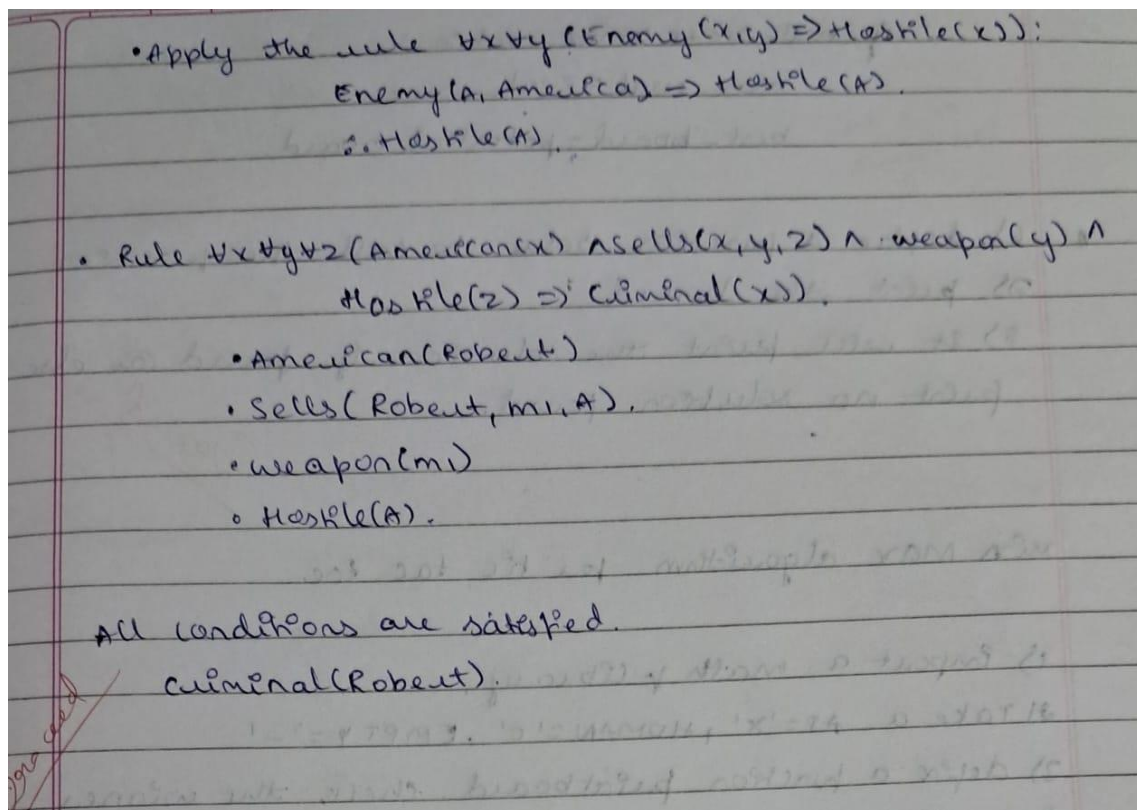 • Apply the rule ∀x∀y (Enemy(x,y) => Hostile(x)):
Enemy(A, America) => Hostile(A).
∴ Hostile(A).
• Rule ∀x∀y∀z(American(x) ∧ sells(x,y,z) ∧ weapon(y) ∧
Hostile(z) => Criminal(x)).
• American(Robert)
• Sells(Robert, m1, A).
• weapon(m1)
• Hostile(A).
All conditions are satisfied.
Criminal(Robert).